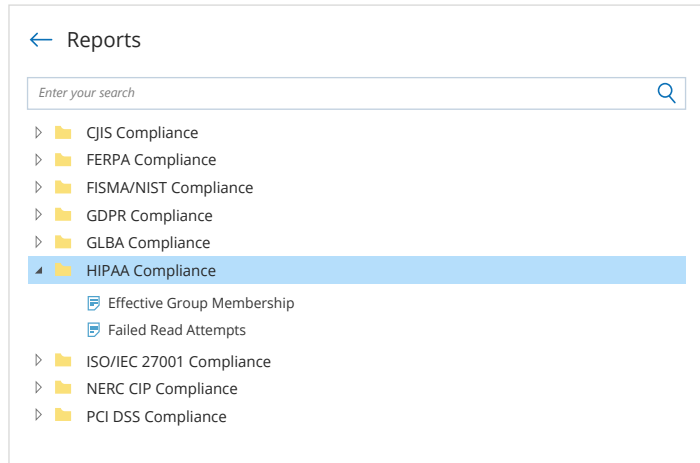 Reports
Enter your search
CJIS Compliance
FERPA Compliance
FISMA/NIST Compliance
GDPR Compliance
GLBA Compliance
HIPAA Compliance
Effective Group Membership
Failed Read Attempts
ISO/IEC 27001 Compliance
NERC CIP Compliance
PCI DSS Compliance